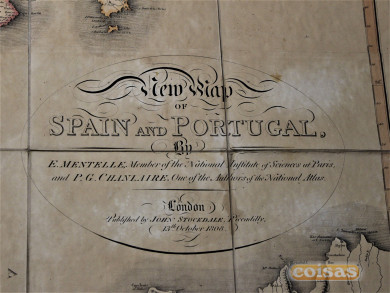 New Map
OF
SPAIN AND PORTUGAL,
By
E. MENTELLE, Member of the National Institute of Sciences at Paris,
and P. G. CHANLAIRE, One of the Authors of the National Atlas.
London
Published by JOHN STOCKDALE, Piccadilly,
13th October 1808.
coisas